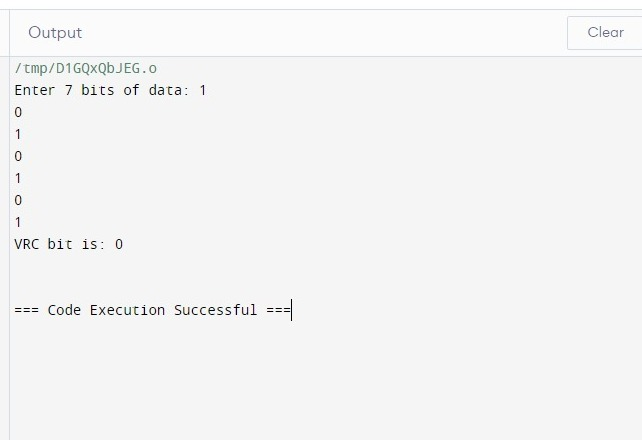 Output
Clear
/tmp/D1GQxQbJEG.o
Enter 7 bits of data: 1
0
1
0
1
0
1
VRC bit is: 0
=== Code Execution Successful ===